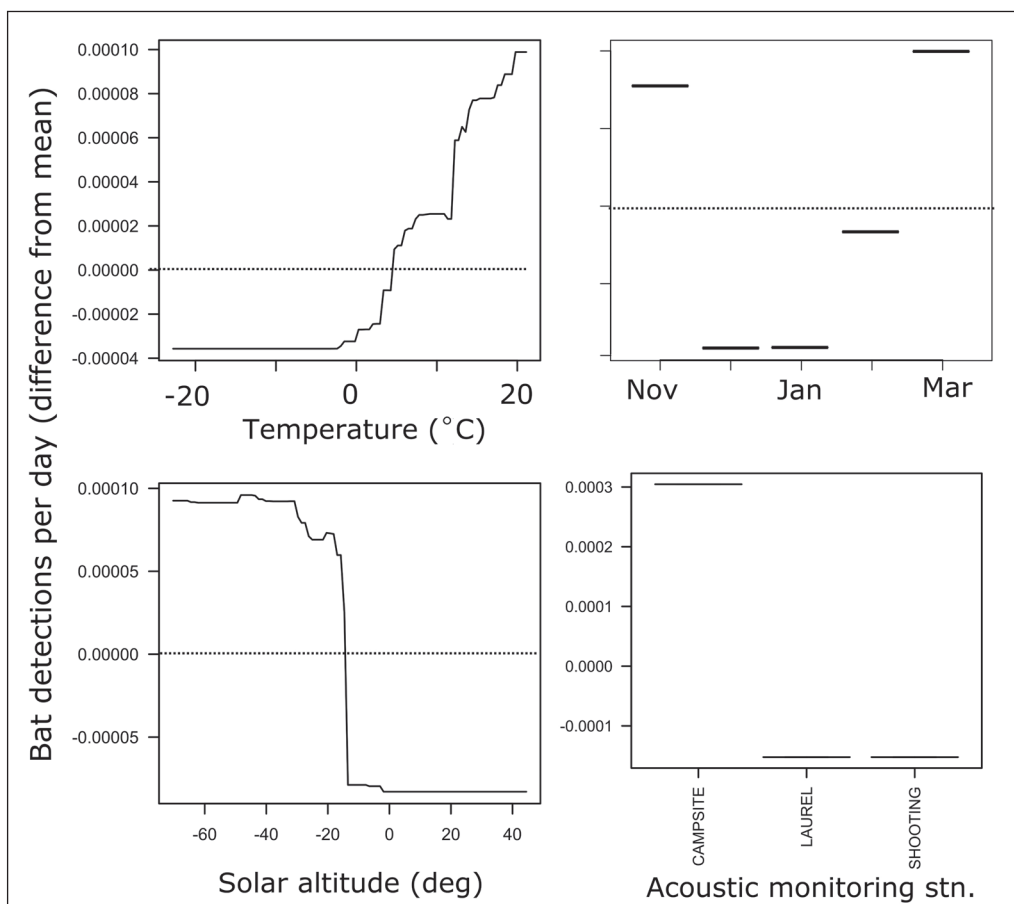 Bat detections per day (difference from mean)
0.00010
0.00008
0.00006
0.00004
0.00002
0.00000
-0.00002
-0.00004
-20 0 20
Temperature (°C)
Nov Jan Mar
0.00010
0.00005
0.00000
-0.00005
-60 -40 -20 0 20 40
Solar altitude (deg)
0.0003
0.0002
0.0001
0.0000
-0.0001
CAMPSITE
LAUREL
SHOOTING
Acoustic monitoring stn.